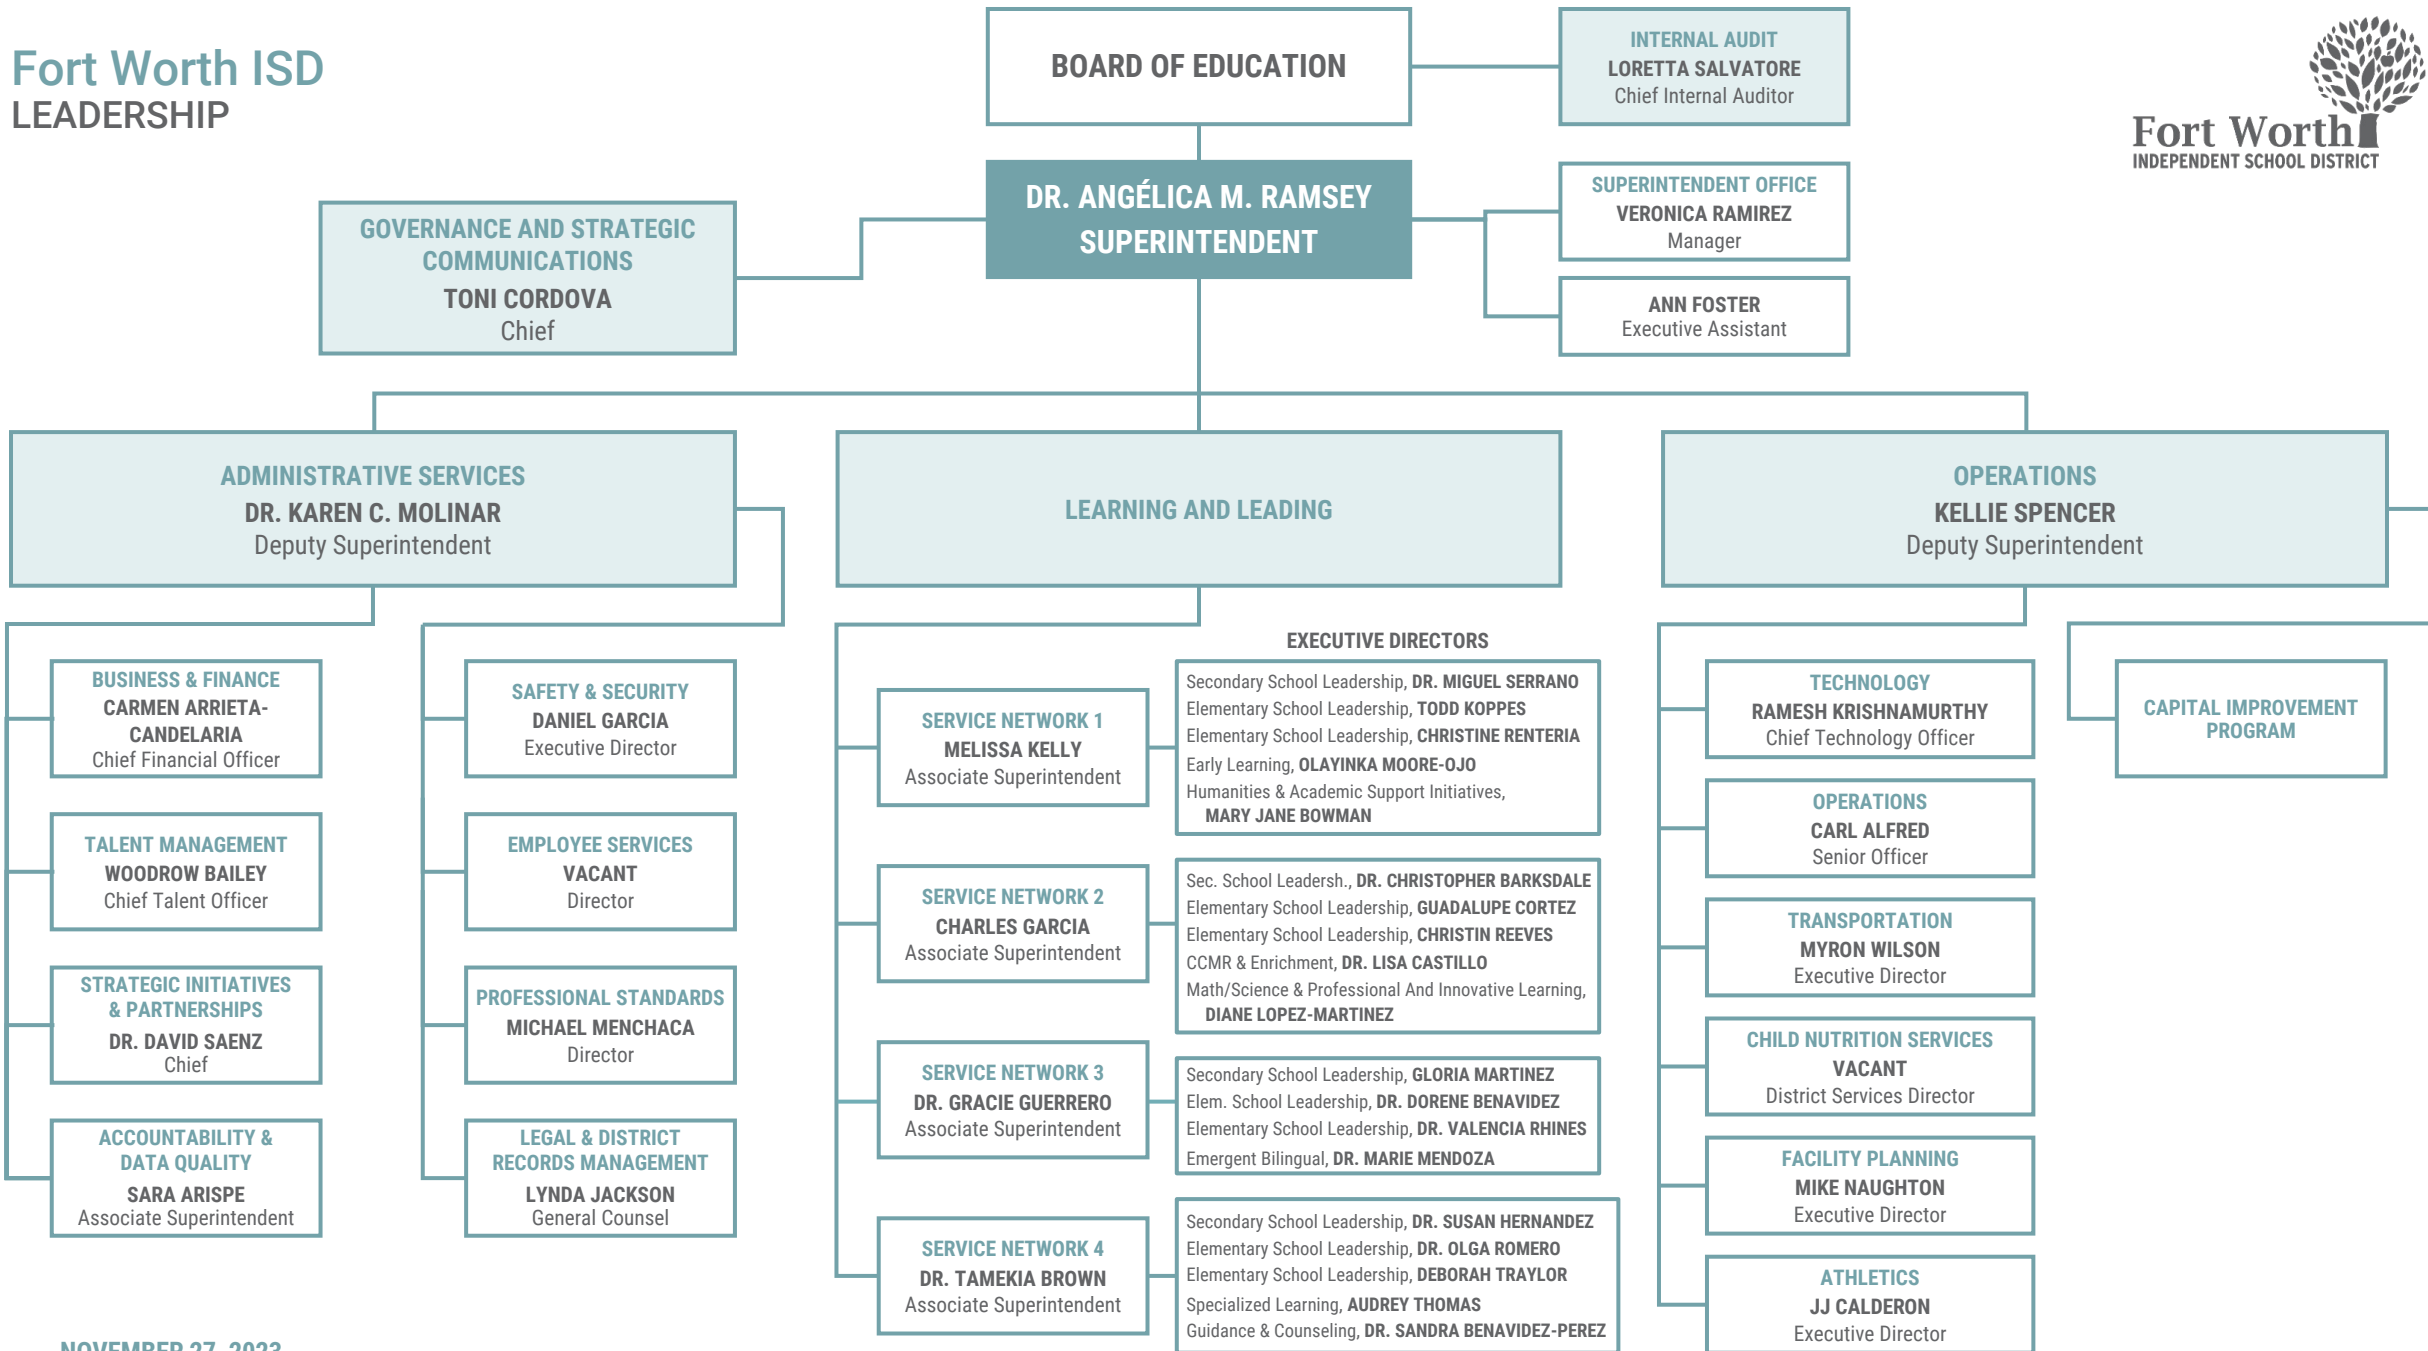 Fort Worth ISD
LEADERSHIP
BOARD OF EDUCATION
INTERNAL AUDIT
LORETTA SALVATORE
Chief Internal Auditor
Fort Worth
INDEPENDENT SCHOOL DISTRICT
DR. ANGÉLICA M. RAMSEY
SUPERINTENDENT
SUPERINTENDENT OFFICE
VERONICA RAMIREZ
Manager
ANN FOSTER
Executive Assistant
GOVERNANCE AND STRATEGIC
COMMUNICATIONS
TONI CORDOVA
Chief
ADMINISTRATIVE SERVICES
DR. KAREN C. MOLINAR
Deputy Superintendent
BUSINESS & FINANCE
CARMEN ARRIETA-
CANDELARIA
Chief Financial Officer
TALENT MANAGEMENT
WOODROW BAILEY
Chief Talent Officer
STRATEGIC INITIATIVES
& PARTNERSHIPS
DR. DAVID SAENZ
Chief
ACCOUNTABILITY &
DATA QUALITY
SARA ARISPE
Associate Superintendent
SAFETY & SECURITY
DANIEL GARCIA
Executive Director
EMPLOYEE SERVICES
VACANT
Director
PROFESSIONAL STANDARDS
MICHAEL MENCHACA
Director
LEGAL & DISTRICT
RECORDS MANAGEMENT
LYNDA JACKSON
General Counsel
LEARNING AND LEADING
EXECUTIVE DIRECTORS
SERVICE NETWORK 1
MELISSA KELLY
Associate Superintendent
Secondary School Leadership, DR. MIGUEL SERRANO
Elementary School Leadership, TODD KOPPES
Elementary School Leadership, CHRISTINE RENTERIA
Early Learning, OLAYINKA MOORE-OJO
Humanities & Academic Support Initiatives,
MARY JANE BOWMAN
SERVICE NETWORK 2
CHARLES GARCIA
Associate Superintendent
Sec. School Leadersh., DR. CHRISTOPHER BARKSDALE
Elementary School Leadership, GUADALUPE CORTEZ
Elementary School Leadership, CHRISTIN REEVES
CCMR & Enrichment, DR. LISA CASTILLO
Math/Science & Professional And Innovative Learning,
DIANE LOPEZ-MARTINEZ
SERVICE NETWORK 3
DR. GRACIE GUERRERO
Associate Superintendent
Secondary School Leadership, GLORIA MARTINEZ
Elem. School Leadership, DR. DORENE BENAVIDEZ
Elementary School Leadership, DR. VALENCIA RHINES
Emergent Bilingual, DR. MARIE MENDOZA
SERVICE NETWORK 4
DR. TAMEKIA BROWN
Associate Superintendent
Secondary School Leadership, DR. SUSAN HERNANDEZ
Elementary School Leadership, DR. OLGA ROMERO
Elementary School Leadership, DEBORAH TRAYLOR
Specialized Learning, AUDREY THOMAS
Guidance & Counseling, DR. SANDRA BENAVIDEZ-PEREZ
OPERATIONS
KELLIE SPENCER
Deputy Superintendent
TECHNOLOGY
RAMESH KRISHNAMURTHY
Chief Technology Officer
OPERATIONS
CARL ALFRED
Senior Officer
TRANSPORTATION
MYRON WILSON
Executive Director
CHILD NUTRITION SERVICES
VACANT
District Services Director
FACILITY PLANNING
MIKE NAUGHTON
Executive Director
ATHLETICS
JJ CALDERON
Executive Director
CAPITAL IMPROVEMENT
PROGRAM
NOVEMBER 27, 2023